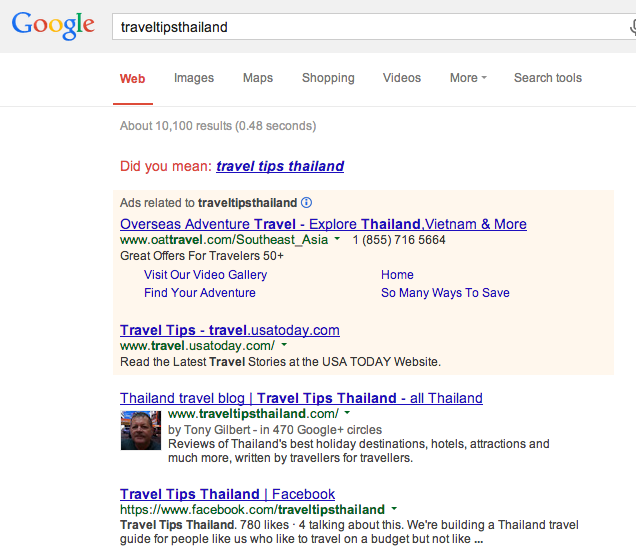 Google
traveltipsthailand
Web Images Maps Shopping Videos More Search tools
About 10,100 results (0.48 seconds)
Did you mean: travel tips thailand
Ads related to traveltipsthailand
Overseas Adventure Travel - Explore Thailand,Vietnam & More
www.oattravel.com/Southeast_Asia 1 (855) 716 5664
Great Offers For Travelers 50+
Visit Our Video Gallery Home
Find Your Adventure So Many Ways To Save
Travel Tips - travel.usatoday.com
www.travel.usatoday.com/
Read the Latest Travel Stories at the USA TODAY Website.
Thailand travel blog | Travel Tips Thailand - all Thailand
www.traveltipsthailand.com/
by Tony Gilbert - in 470 Google+ circles
Reviews of Thailand's best holiday destinations, hotels, attractions and
much more, written by travellers for travellers.
Travel Tips Thailand | Facebook
https://www.facebook.com/traveltipsthailand
Travel Tips Thailand. 780 likes · 4 talking about this. We're building a Thailand travel
guide for people like us who like to travel on a budget but not like ...